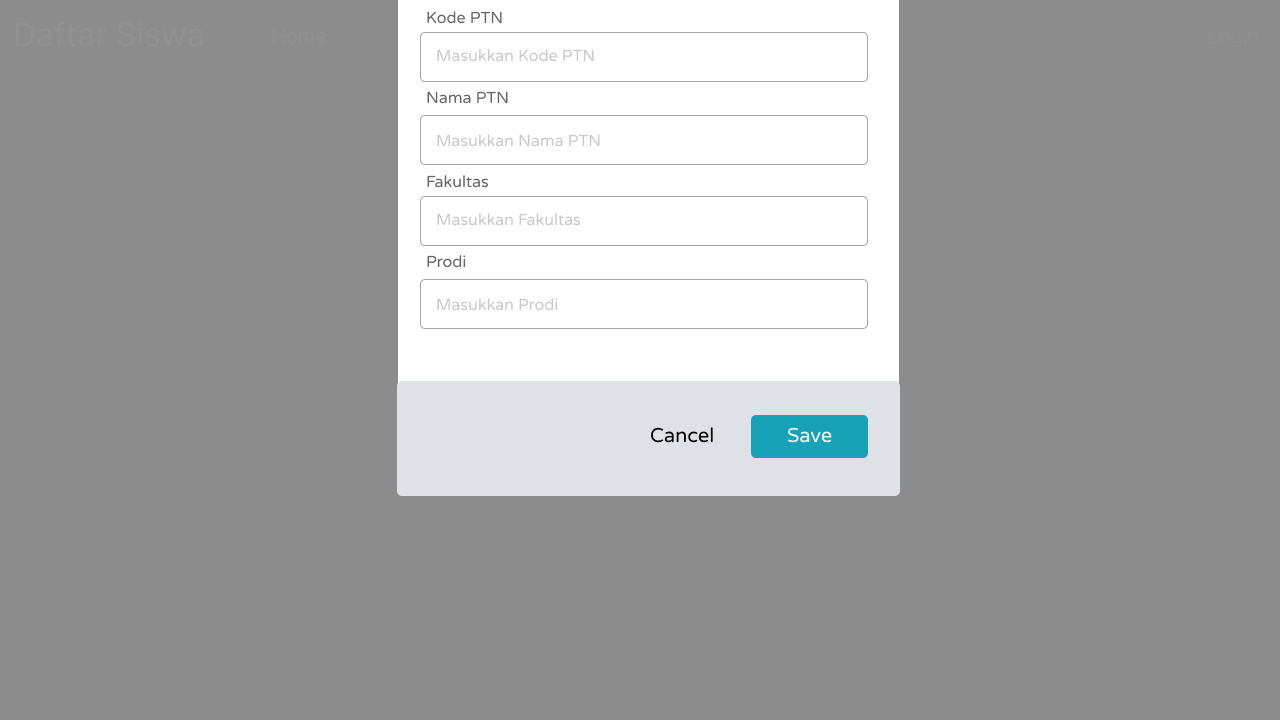 Daftar Siswa
Home
Login
Kode PTN
Masukkan Kode PTN
Nama PTN
Masukkan Nama PTN
Fakultas
Masukkan Fakultas
Prodi
Masukkan Prodi
Cancel
Save